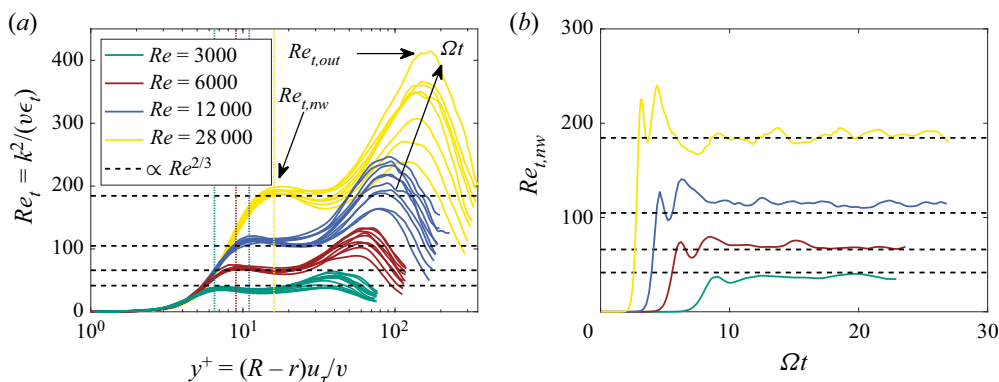 (a)
(b)
Re = 3000
Re = 6000
Re = 12 000
Re = 28 000
∝ Re^{2/3}
Re_{t,out}
Ωt
Re_{t,nw}
Re_t = k^2/(νϵ_t)
400
300
200
100
0
10^0
10^1
10^2
y^+ = (R – r)u_τ/ν
Re_{t,nw}
300
200
100
0
0
10
20
30
Ωt